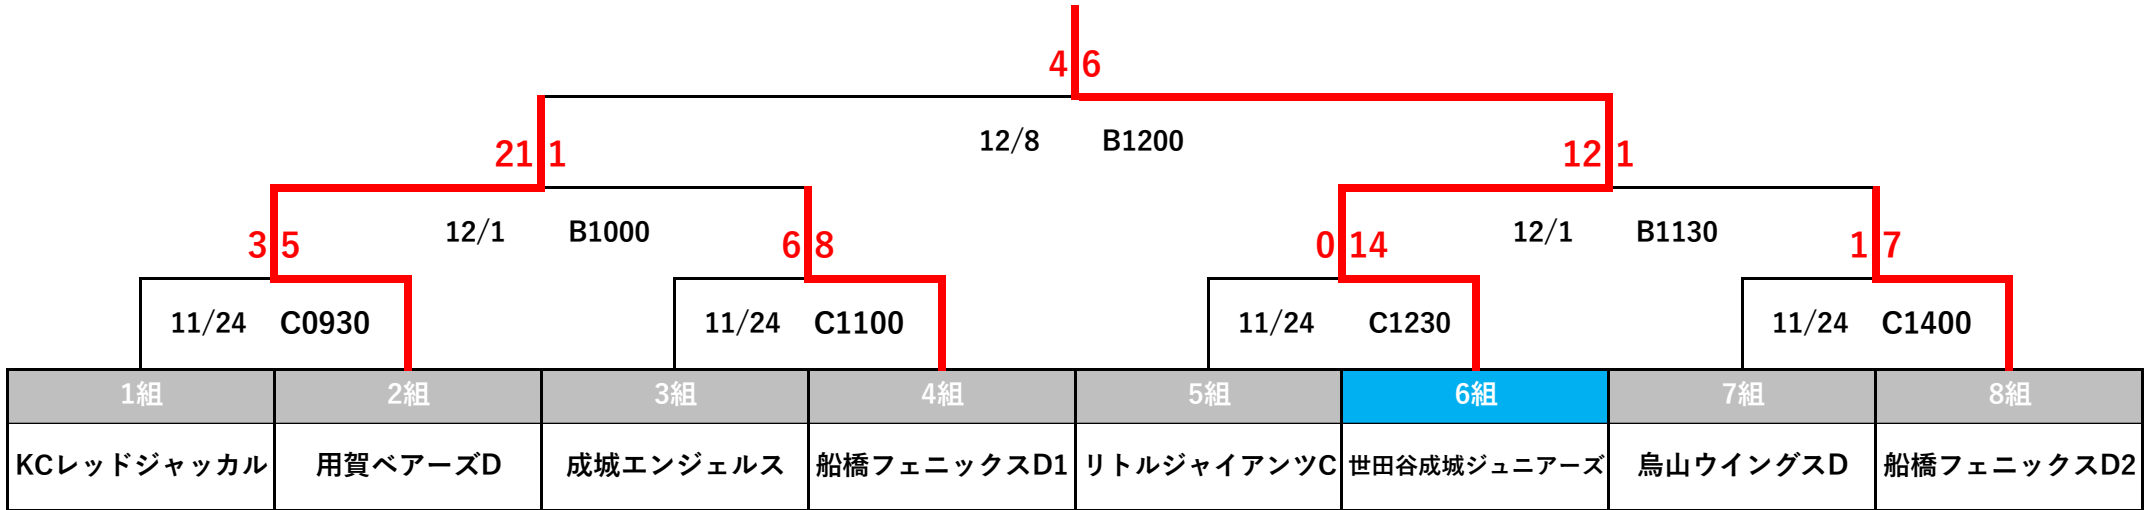 4 6
12/8 B1200
21 1
12 1
12/1 B1000
12/1 B1130
3 5
6 8
0 14
1 7
11/24 C0930
11/24 C1100
11/24 C1230
11/24 C1400
1組 2組 3組 4組 5組 6組 7組 8組
KCレッドジャッカル 用賀ベアーズD 成城エンジェルス 船橋フェニックスD1 リトルジャイアンツC 世田谷成城ジュニアーズ 烏山ウイングスD 船橋フェニックスD2